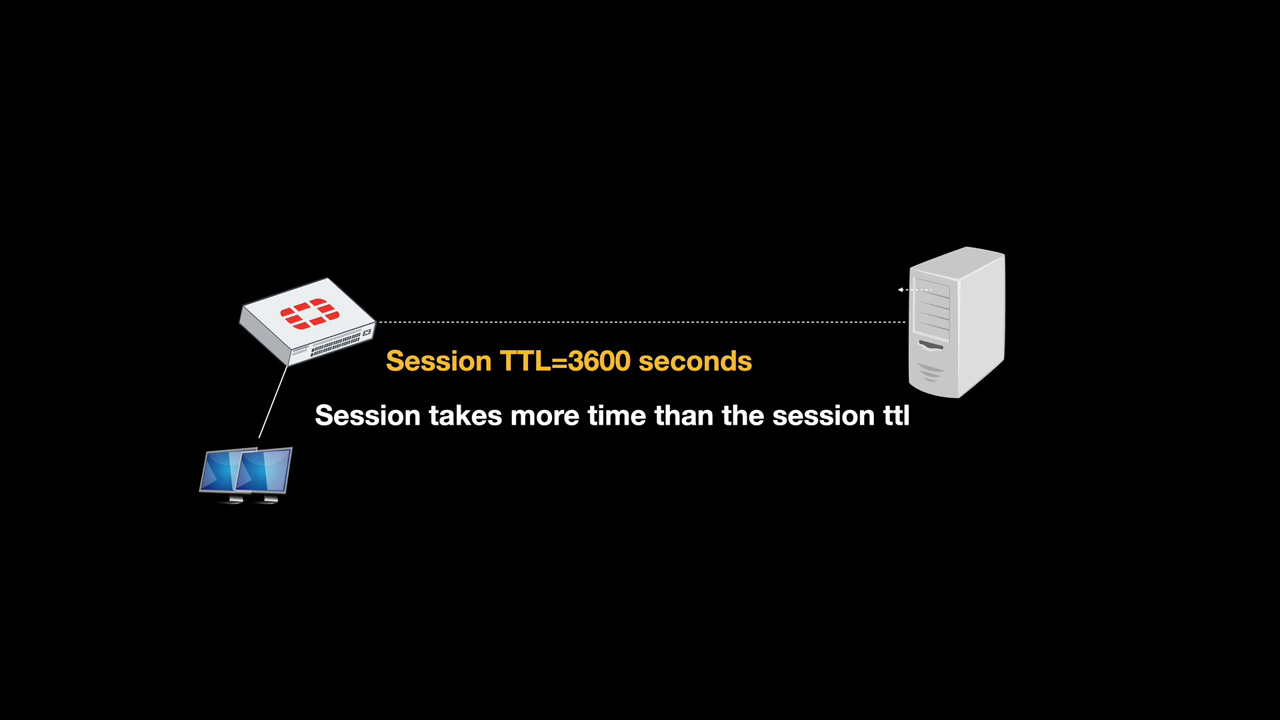 Session TTL=3600 seconds
Session takes more time than the session ttl